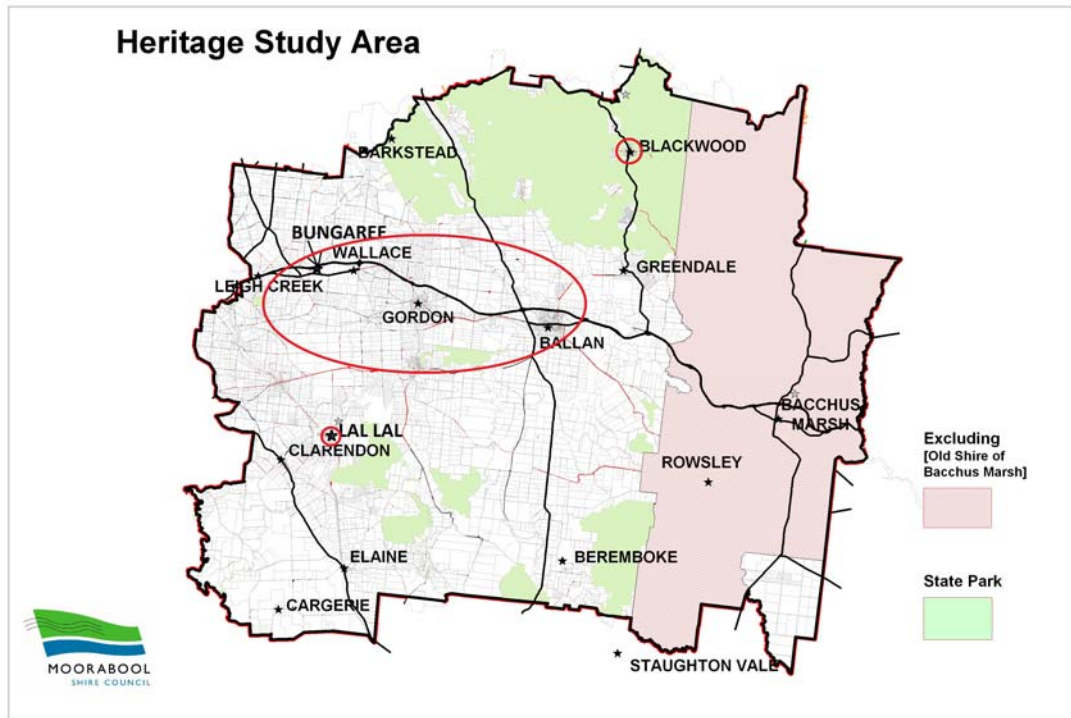 Heritage Study Area
BLACKWOOD
BARKSTEAD
BUNGAREE
WALLACE
GREENDALE
LEIGH CREEK
GORDON
BALLAN
BACCHUS
MARSH
LAL LAL
CLARENDON
ROWSLEY
Excluding
[Old Shire of
Bacchus Marsh]
ELAINE
BEREMBOKE
State Park
CARGERIE
STAUGHTON VALE
MOORABOOL
SHIRE COUNCIL